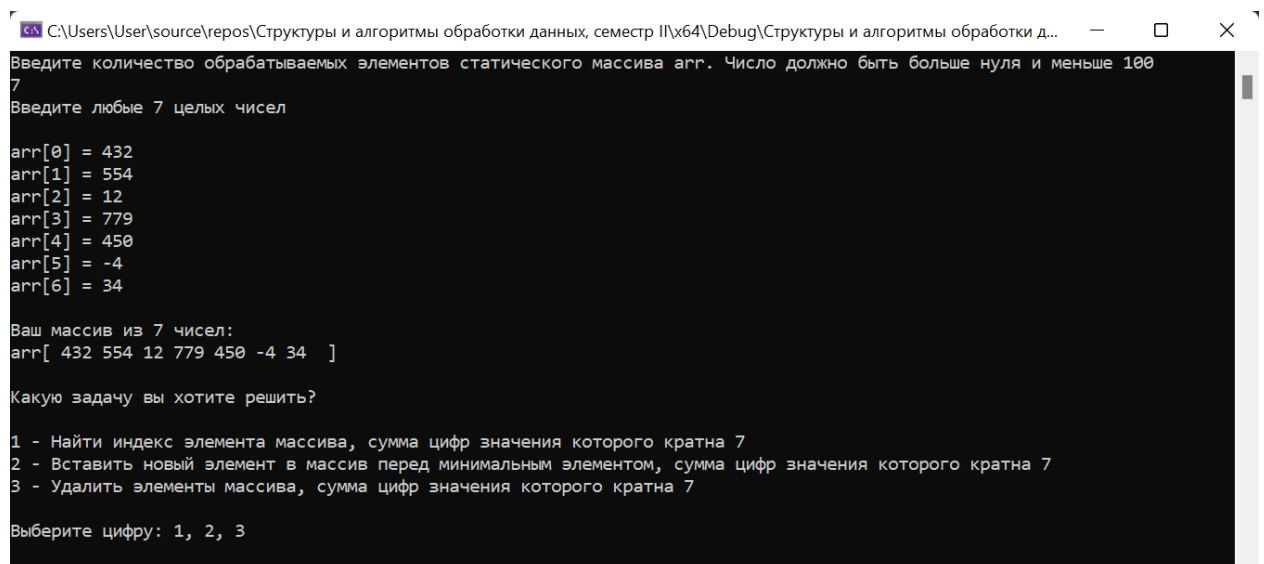 C:\Users\User\source\repos\Структуры и алгоритмы обработки данных, семестр II\x64\Debug\Структуры и алгоритмы обработки д...
Введите количество обрабатываемых элементов статического массива arr. Число должно быть больше нуля и меньше 100
7
Введите любые 7 целых чисел
arr[0] = 432
arr[1] = 554
arr[2] = 12
arr[3] = 779
arr[4] = 450
arr[5] = -4
arr[6] = 34
Ваш массив из 7 чисел:
arr[ 432 554 12 779 450 -4 34  ]
Какую задачу вы хотите решить?
1 - Найти индекс элемента массива, сумма цифр значения которого кратна 7
2 - Вставить новый элемент в массив перед минимальным элементом, сумма цифр значения которого кратна 7
3 - Удалить элементы массива, сумма цифр значения которого кратна 7
Выберите цифру: 1, 2, 3